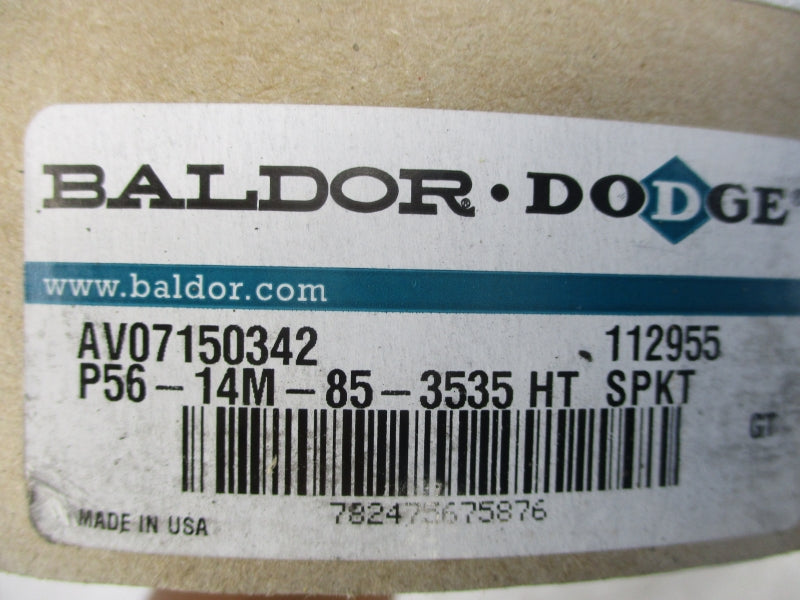 BALDOR® · DODGE®
www.baldor.com
AV07150342 112955
P56-14M-85-3535 HT SPKT
GT
782475675876
MADE IN USA